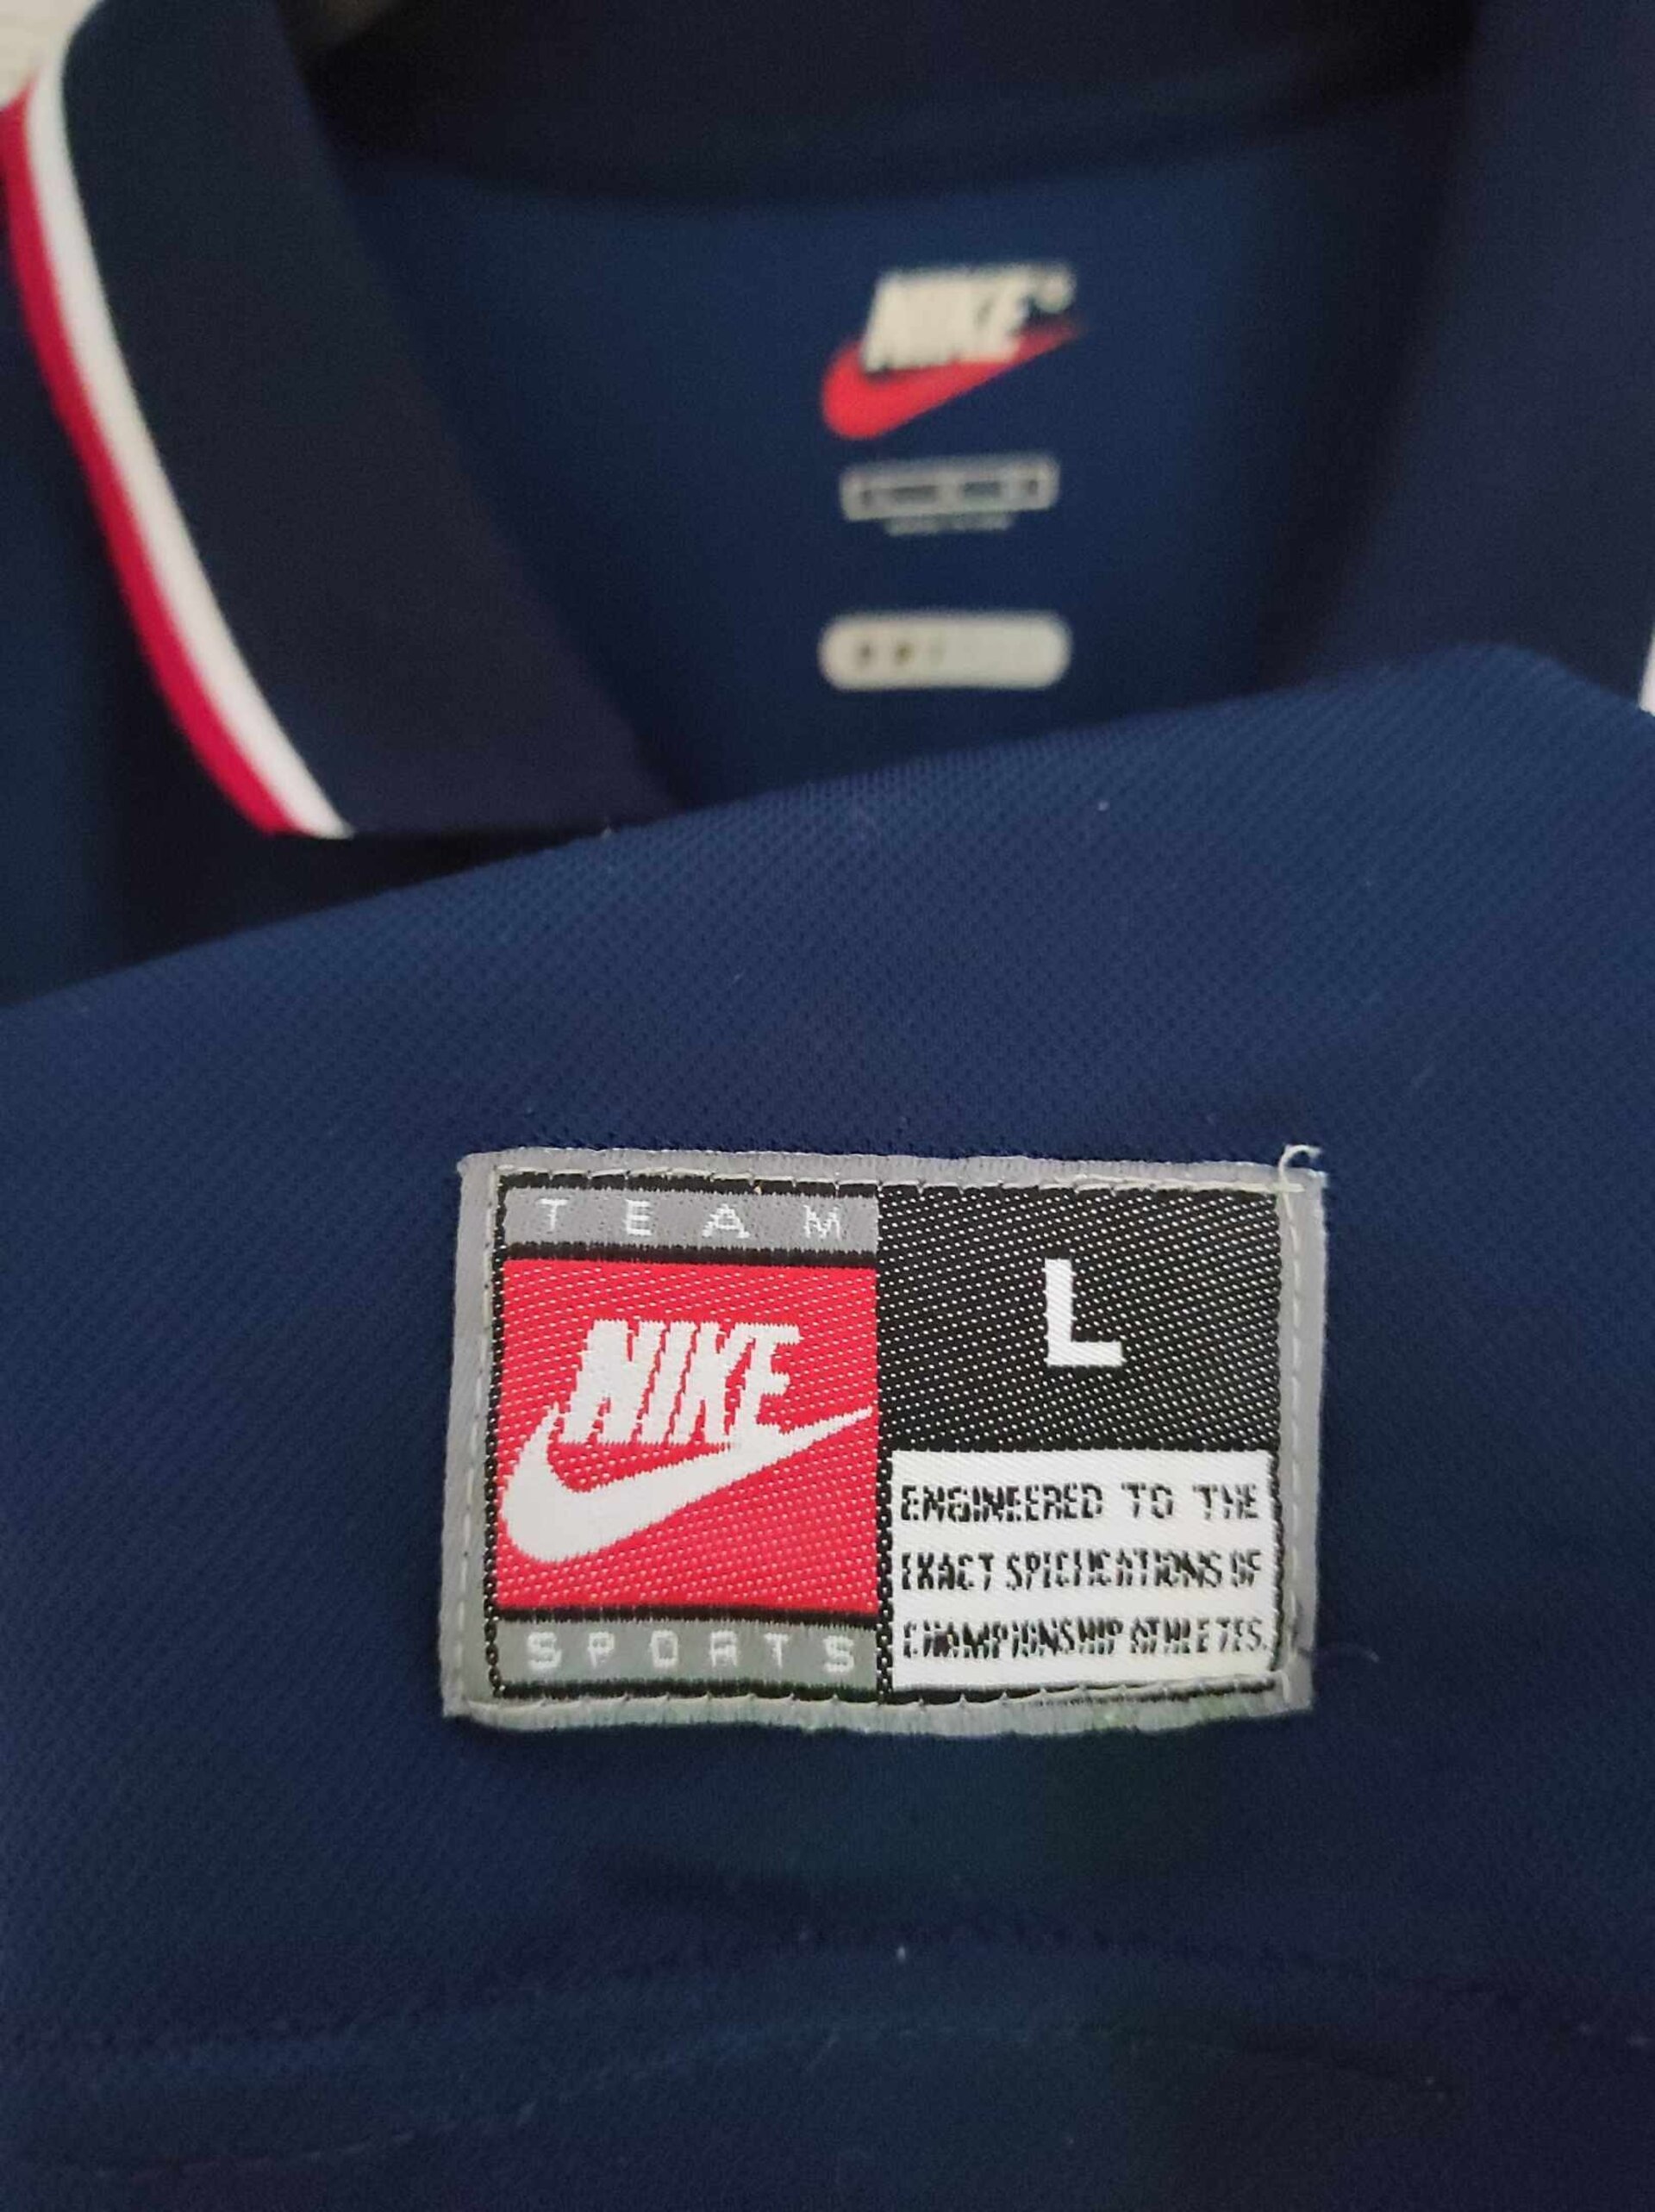 NIKE
TEAM
NIKE
SPORTS
L
ENGINEERED TO THE
EXACT SPECIFICATIONS OF
CHAMPIONSHIP ATHLETES.